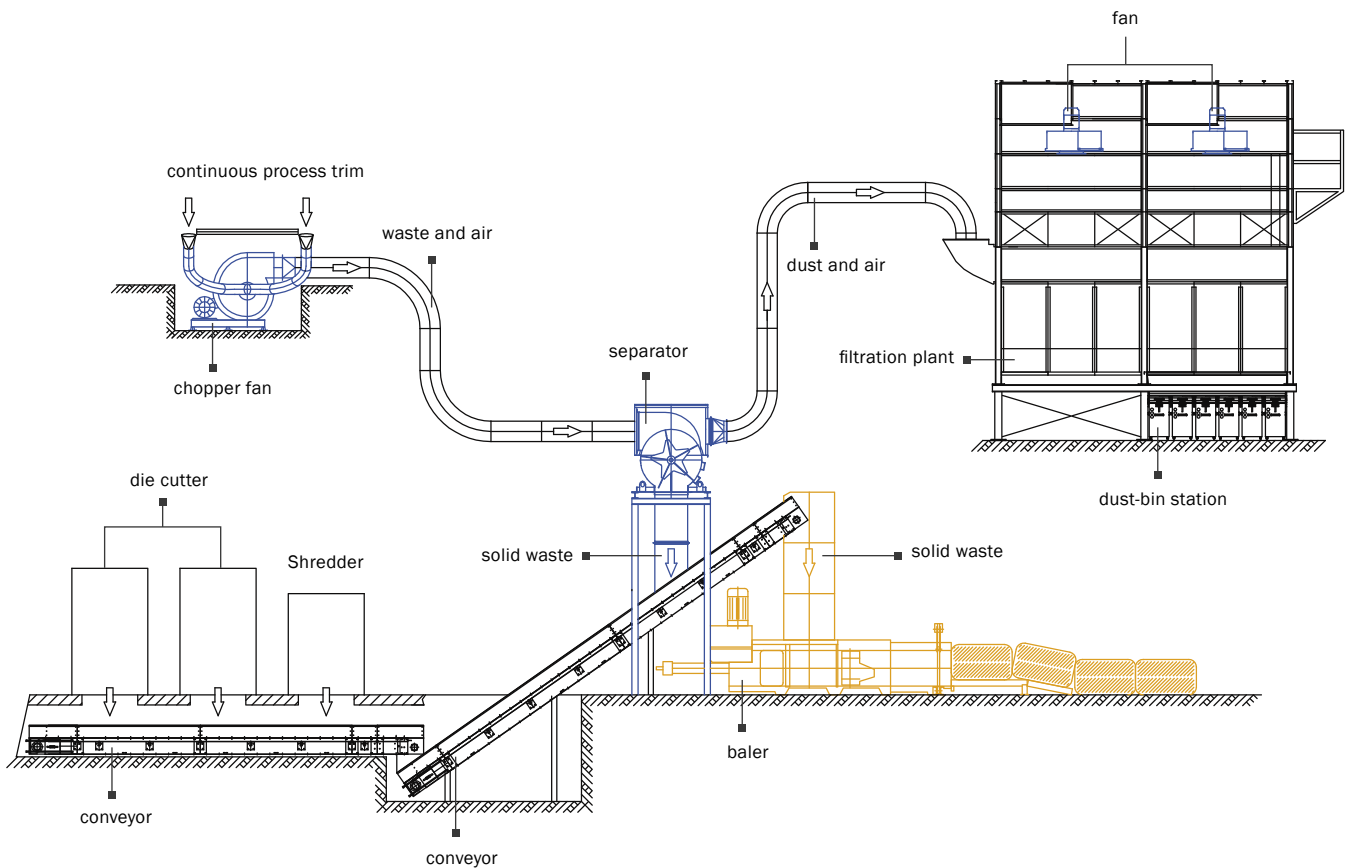 fan
continuous process trim
waste and air
dust and air
separator
filtration plant
chopper fan
die cutter
dust-bin station
Shredder
solid waste
solid waste
baler
conveyor
conveyor